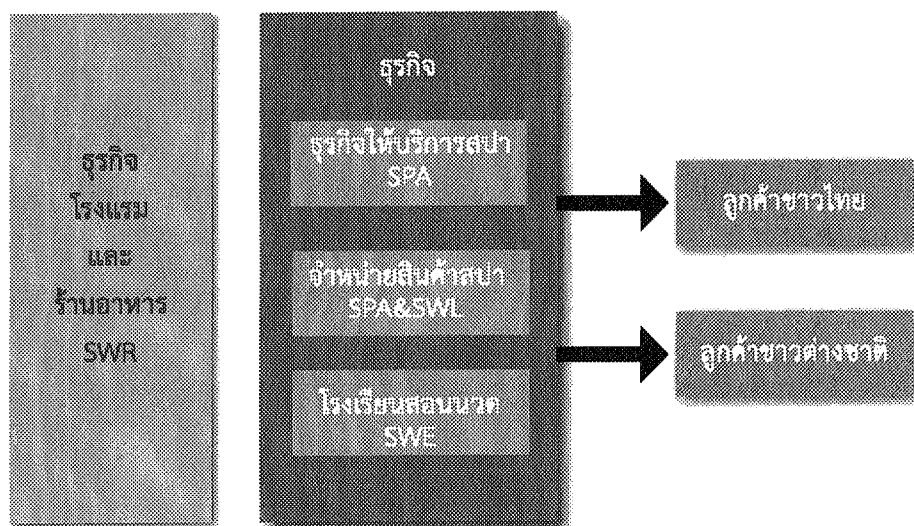 ธุรกิจ
โรงแรม
และ
ร้านอาหาร
SWR
ธุรกิจ
ธุรกิจให้บริการสปา
SPA
จำหน่ายสินค้าสปา
SPA&SWL
โรงเรียนสอนนวด
SWE
ลูกค้าชาวไทย
ลูกค้าชาวต่างชาติ